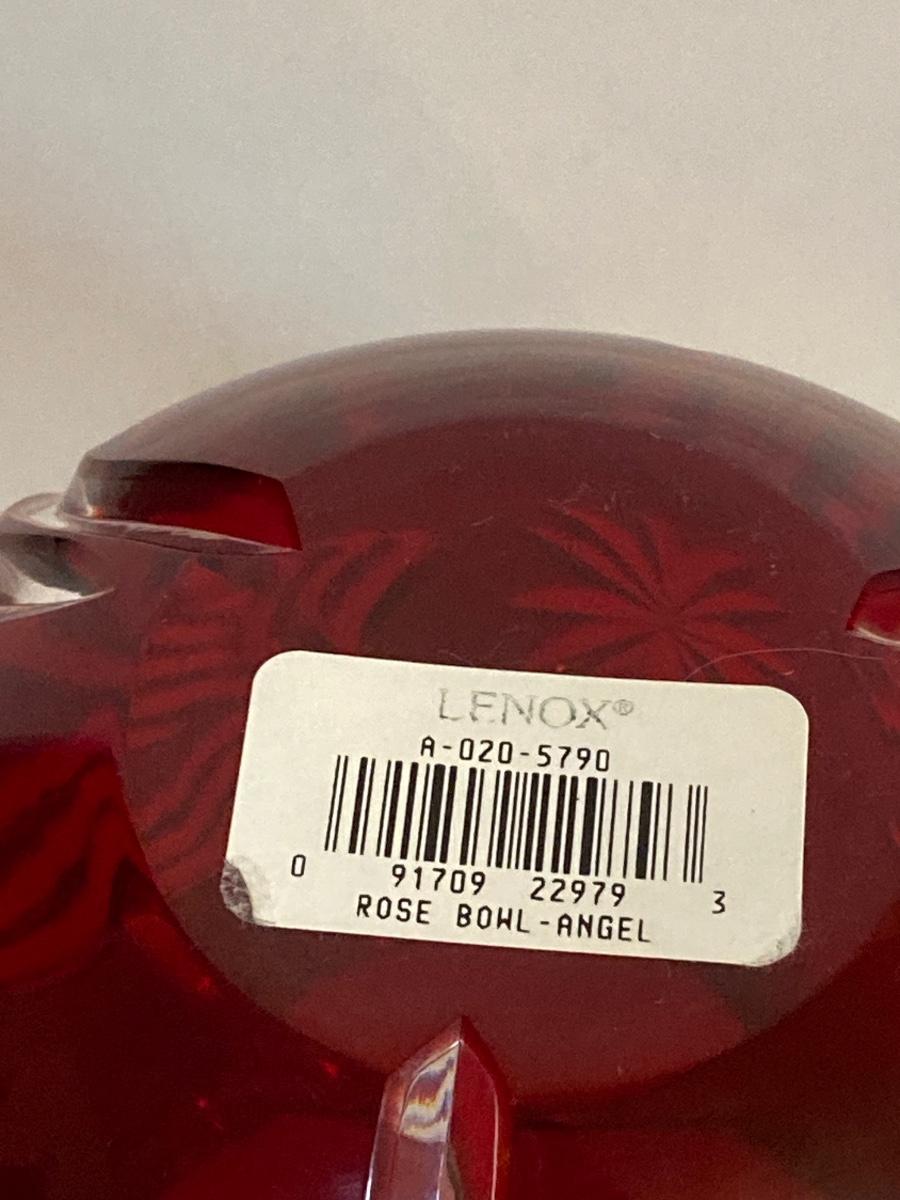 LENOX®
A-020-5790
0 91709 22979 3
ROSE BOWL-ANGEL